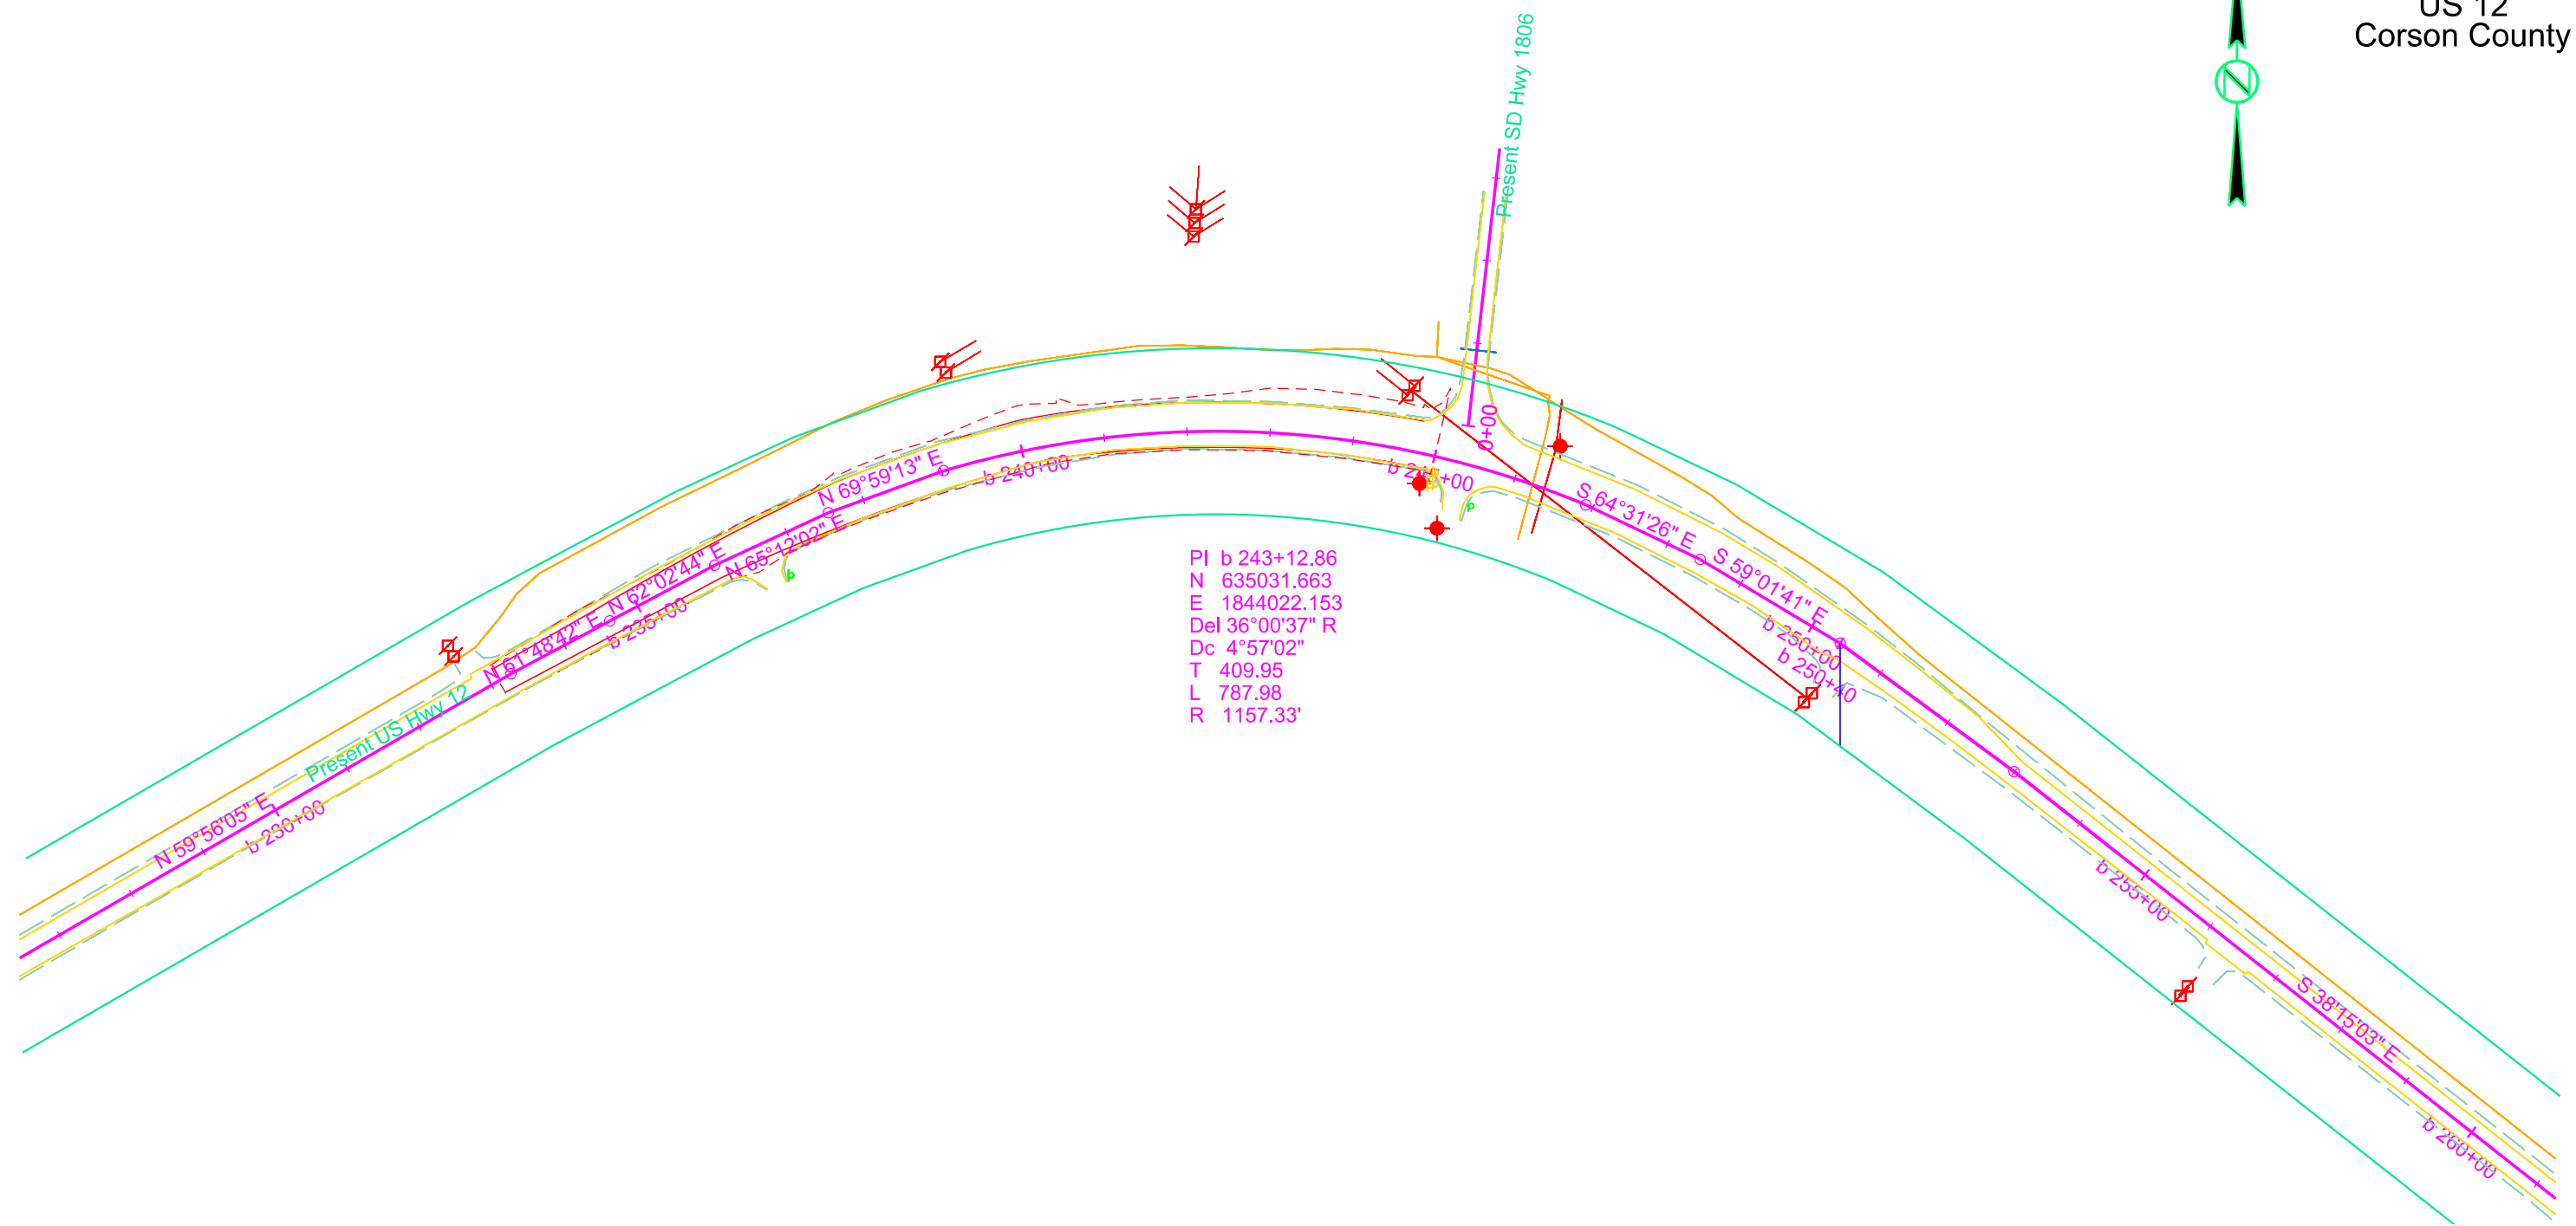 US 12
Corson County
Present SD Hwy 1806
N
0+00
N 69°59'13" E
b 240+00
S 64°31'26" E
N 65°12'02" E
N 62°02'44" E
S 59°01'41" E
PI b 243+12.86
N 635031.663
E 1844022.153
Del 36°00'37" R
Dc 4°57'02"
T 409.95
L 787.98
R 1157.33'
p
p
N 61°48'42" E
b 235+00
b 250+00
b 250+40
Present US Hwy 12
N 59°56'05" E
b 230+00
b 255+00
S 38°15'03" E
b 260+00